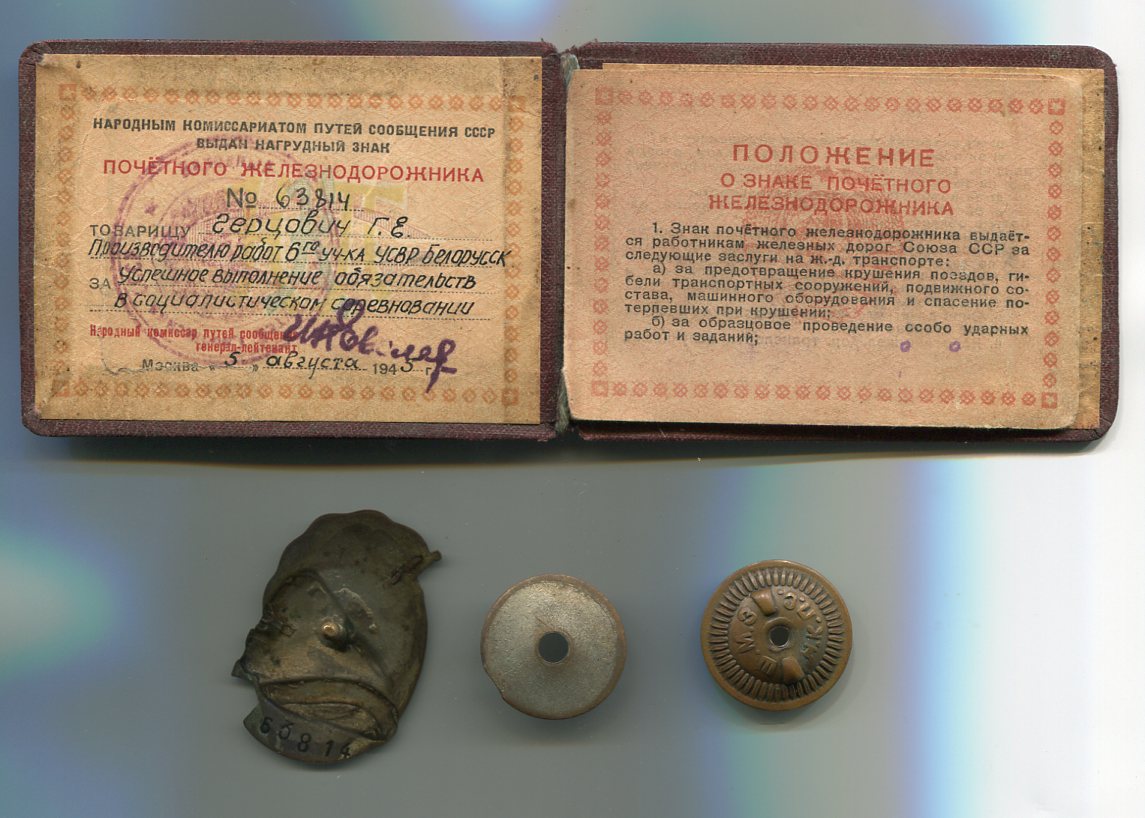 НАРОДНЫМ КОМИССАРИАТОМ ПУТЕЙ СООБЩЕНИЯ СССР
ВЫДАН НАГРУДНЫЙ ЗНАК
ПОЧЁТНОГО ЖЕЛЕЗНОДОРОЖНИКА
№ 63814
ТОВАРИЩУ Герцович Г.Е.
Производителю работ 6го уч-ка УСВР Белорусск
ЗА Успешное выполнение обязательств
в социалистическом соревновании
Народный комиссар путей сообщения
генерал-лейтенант
Москва „5" августа 1945 г.
ПОЛОЖЕНИЕ
О ЗНАКЕ ПОЧЁТНОГО
ЖЕЛЕЗНОДОРОЖНИКА
1. Знак почётного железнодорожника выдаёт-
ся работникам железных дорог Союза ССР за
следующие заслуги на ж.-д. транспорте:
а) за предотвращение крушения поездов, ги-
бели транспортных сооружений, подвижного со-
става, машинного оборудования и спасение по-
терпевших при крушении;
б) за образцовое проведение особо ударных
работ и заданий;
814